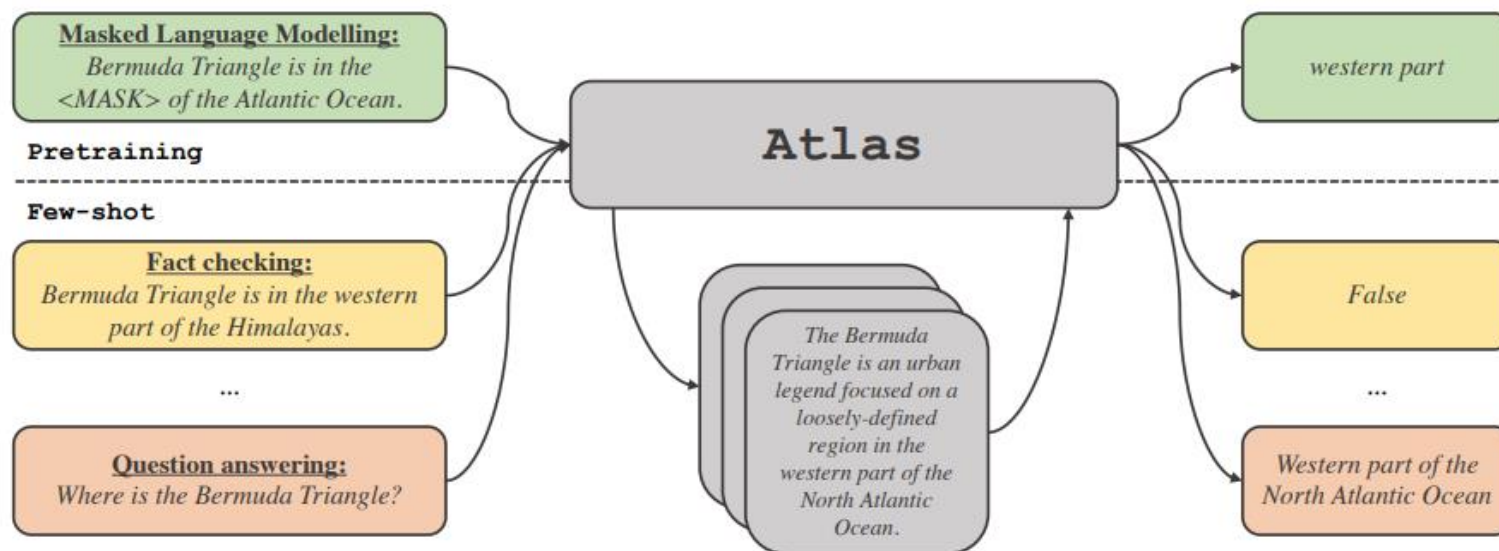 Masked Language Modelling:
Bermuda Triangle is in the
<MASK> of the Atlantic Ocean.
Pretraining
Few-shot
Fact checking:
Bermuda Triangle is in the western
part of the Himalayas.
...
Question answering:
Where is the Bermuda Triangle?
Atlas
The Bermuda
Triangle is an urban
legend focused on a
loosely-defined
region in the
western part of the
North Atlantic
Ocean.
western part
False
...
Western part of the
North Atlantic Ocean